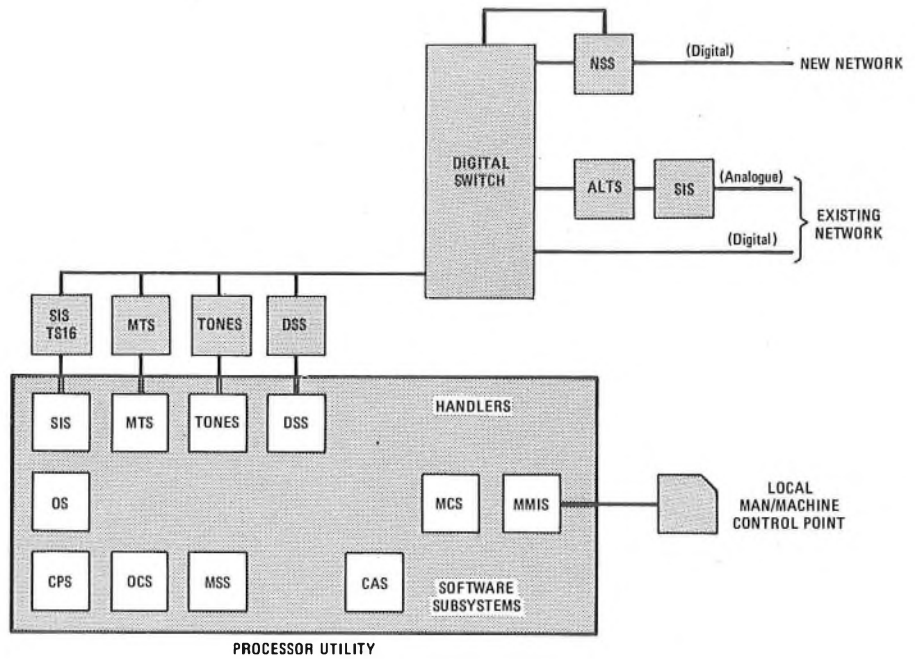 NSS
(Digital)
NEW NETWORK
DIGITAL
SWITCH
ALTS
SIS
(Analogue)
EXISTING
NETWORK
(Digital)
SIS
TS16
MTS
TONES
DSS
SIS
MTS
TONES
DSS
HANDLERS
OS
MCS
MMIS
LOCAL
MAN/MACHINE
CONTROL POINT
CPS
OCS
MSS
CAS
SOFTWARE
SUBSYSTEMS
PROCESSOR UTILITY